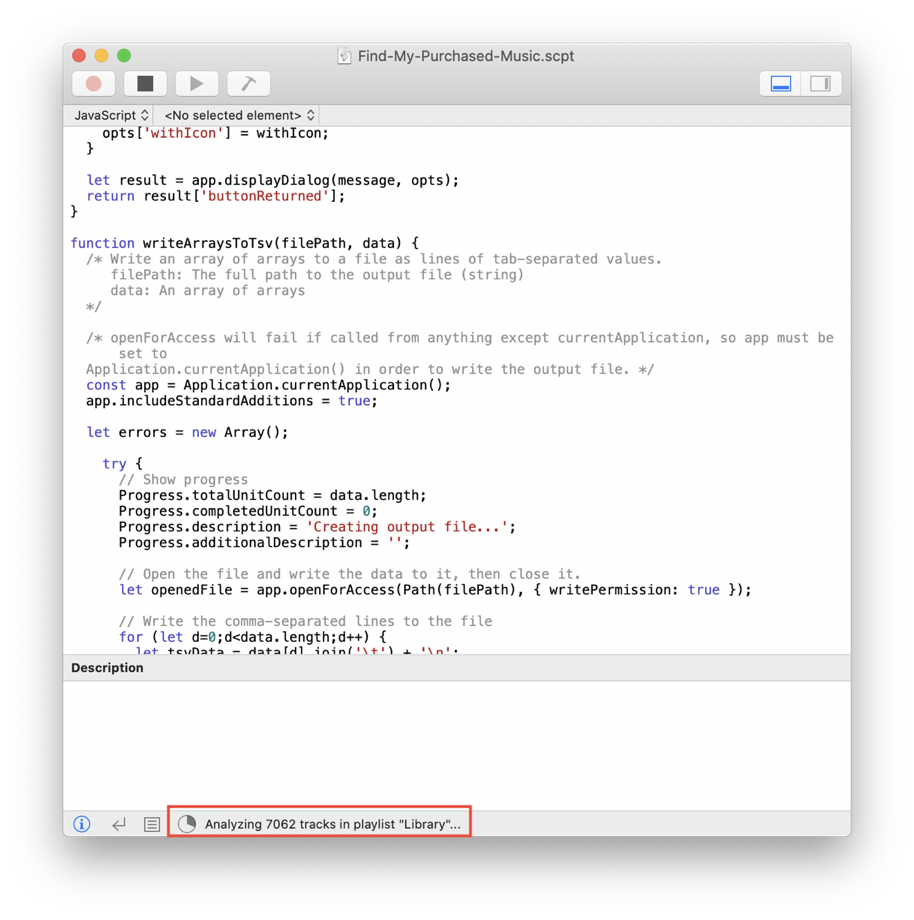 Find-My-Purchased-Music.scpt
JavaScript <No selected element>
opts['withIcon'] = withIcon;
}
let result = app.displayDialog(message, opts);
return result['buttonReturned'];
}
function writeArraysToTsv(filePath, data) {
/* Write an array of arrays to a file as lines of tab-separated values.
filePath: The full path to the output file (string)
data: An array of arrays
*/
/* openForAccess will fail if called from anything except currentApplication, so app must be
set to
Application.currentApplication() in order to write the output file. */
const app = Application.currentApplication();
app.includeStandardAdditions = true;
let errors = new Array();
try {
// Show progress
Progress.totalUnitCount = data.length;
Progress.completedUnitCount = 0;
Progress.description = 'Creating output file...';
Progress.additionalDescription = '';
// Open the file and write the data to it, then close it.
let openedFile = app.openForAccess(Path(filePath), { writePermission: true });
// Write the comma-separated lines to the file
for (let d=0;d<data.length;d++) {
let tsvData = data[d].join('\t') + '\n';
Description
Analyzing 7062 tracks in playlist "Library"...